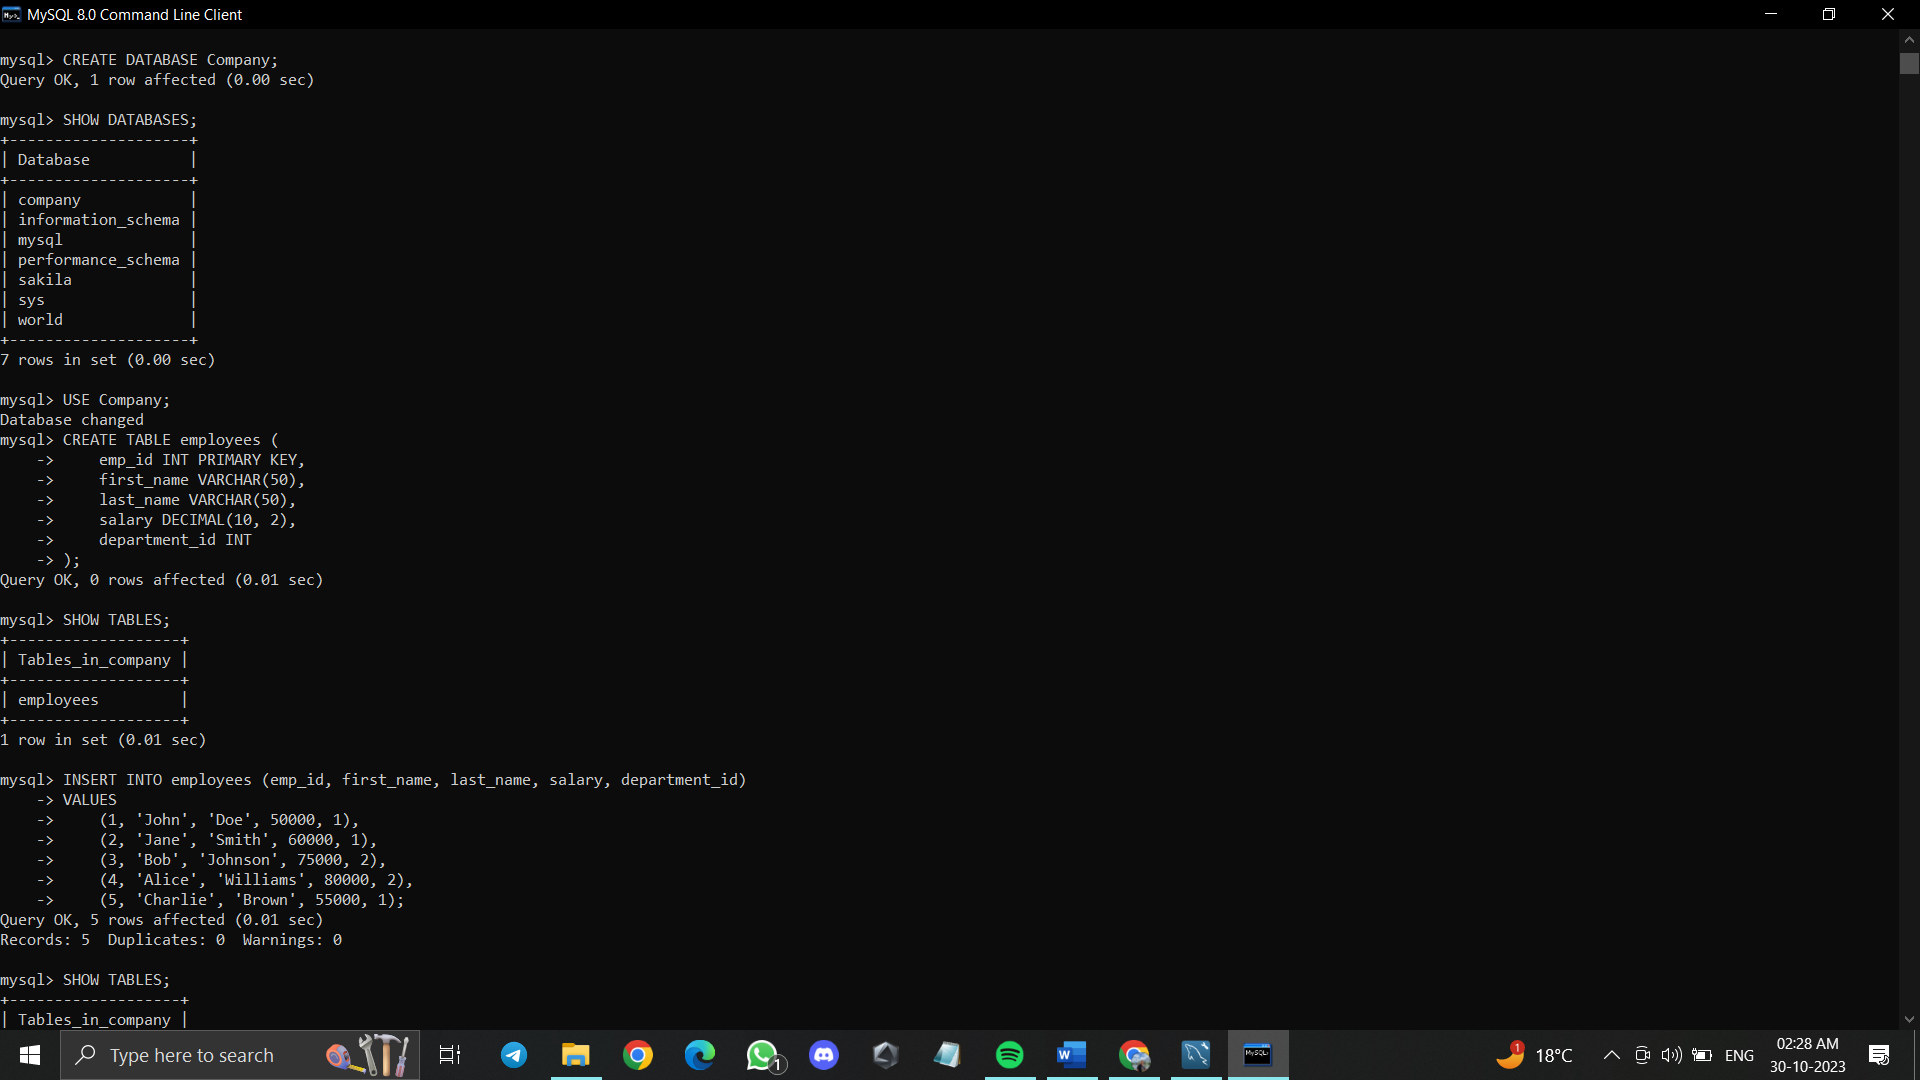 MySQL 8.0 Command Line Client
mysql> CREATE DATABASE Company;
Query OK, 1 row affected (0.00 sec)
mysql> SHOW DATABASES;
+--------------------+
| Database           |
+--------------------+
| company            |
| information_schema |
| mysql              |
| performance_schema |
| sakila             |
| sys                |
| world              |
+--------------------+
7 rows in set (0.00 sec)
mysql> USE Company;
Database changed
mysql> CREATE TABLE employees (
    ->     emp_id INT PRIMARY KEY,
    ->     first_name VARCHAR(50),
    ->     last_name VARCHAR(50),
    ->     salary DECIMAL(10, 2),
    ->     department_id INT
    -> );
Query OK, 0 rows affected (0.01 sec)
mysql> SHOW TABLES;
+-------------------+
| Tables_in_company |
+-------------------+
| employees         |
+-------------------+
1 row in set (0.01 sec)
mysql> INSERT INTO employees (emp_id, first_name, last_name, salary, department_id)
    -> VALUES
    ->     (1, 'John', 'Doe', 50000, 1),
    ->     (2, 'Jane', 'Smith', 60000, 1),
    ->     (3, 'Bob', 'Johnson', 75000, 2),
    ->     (4, 'Alice', 'Williams', 80000, 2),
    ->     (5, 'Charlie', 'Brown', 55000, 1);
Query OK, 5 rows affected (0.01 sec)
Records: 5  Duplicates: 0  Warnings: 0
mysql> SHOW TABLES;
+-------------------+
| Tables_in_company |
Type here to search
1
W
MySQL
1
18°C
ENG
02:28 AM
30-10-2023